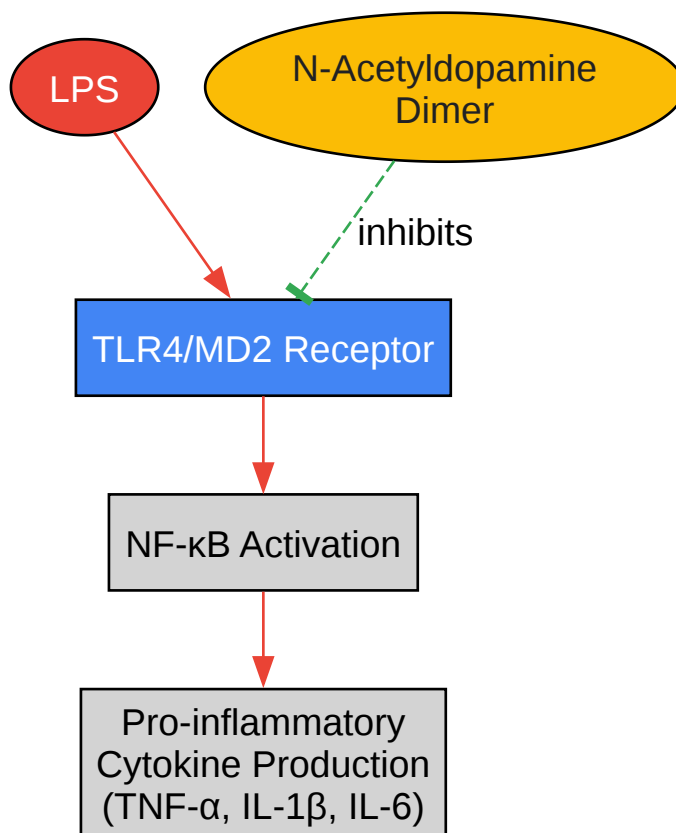 LPS
N-Acetyldopamine
Dimer
inhibits
TLR4/MD2 Receptor
NF-κB Activation
Pro-inflammatory
Cytokine Production
(TNF-α, IL-1β, IL-6)